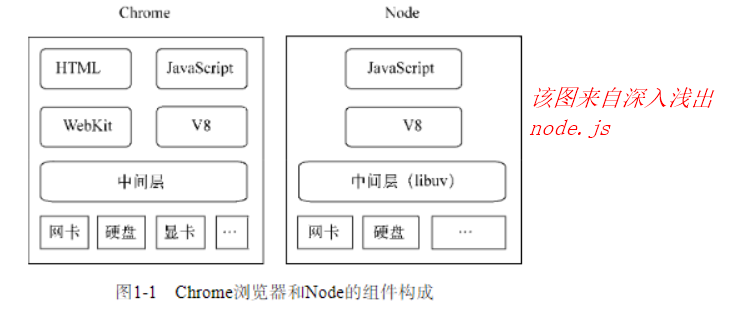 Chrome
Node
HTML
JavaScript
WebKit
V8
中间层
网卡
硬盘
显卡
…
JavaScript
V8
中间层（libuv）
网卡
硬盘
…
该图来自深入浅出
node.js
图1-1 Chrome浏览器和Node的组件构成